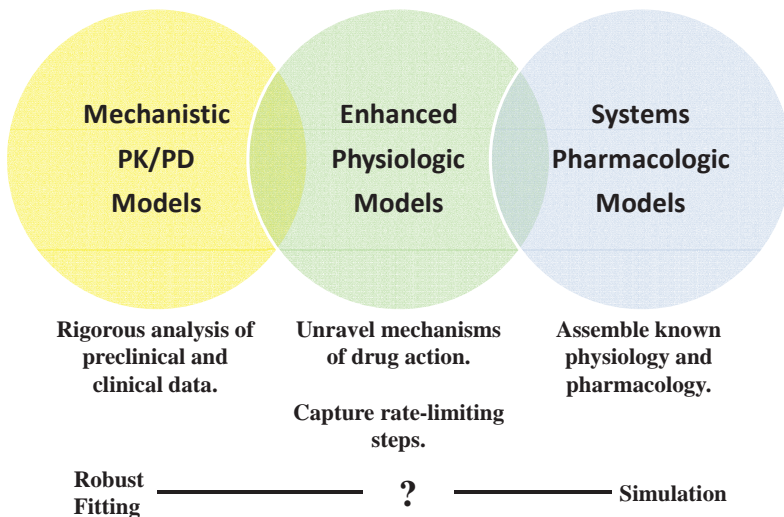 Mechanistic
PK/PD
Models
Enhanced
Physiologic
Models
Systems
Pharmacologic
Models
Rigorous analysis of
preclinical and
clinical data.
Unravel mechanisms
of drug action.
Capture rate-limiting
steps.
Assemble known
physiology and
pharmacology.
Robust
Fitting
?
Simulation